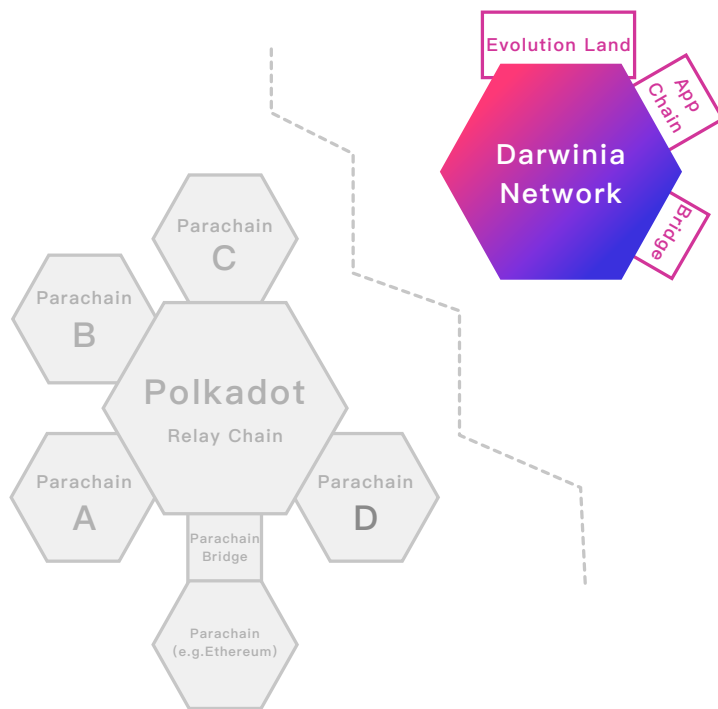 Evolution Land
App
Chain
Darwinia
Network
Bridge
Parachain
C
Parachain
B
Polkadot
Relay Chain
Parachain
A
Parachain
D
Parachain
Bridge
Parachain
(e.g.Ethereum)